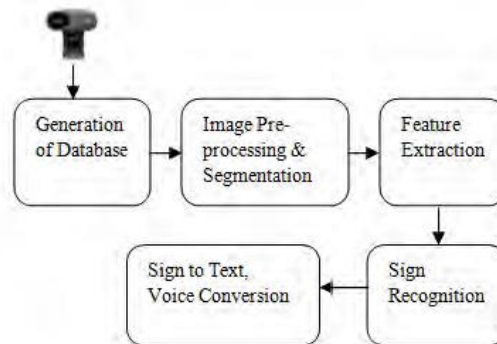 Generation
of Database
Image Pre-
processing &
Segmentation
Feature
Extraction
Sign
Recognition
Sign to Text,
Voice Conversion